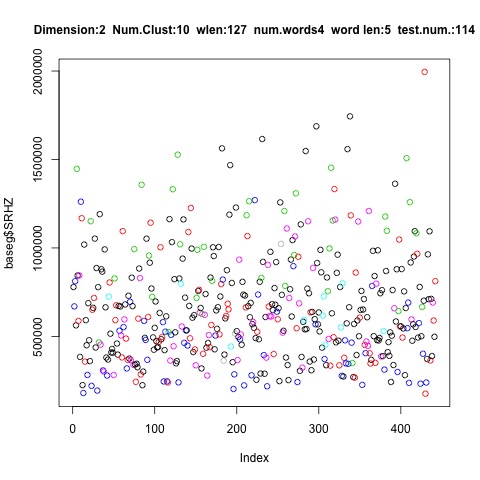 Dimension:2 Num.Clust:10 wlen:127 num.words4 word len:5 test.num.:114
2000000
1500000
1000000
500000
baseg$SRHZ
0 100 200 300 400
Index